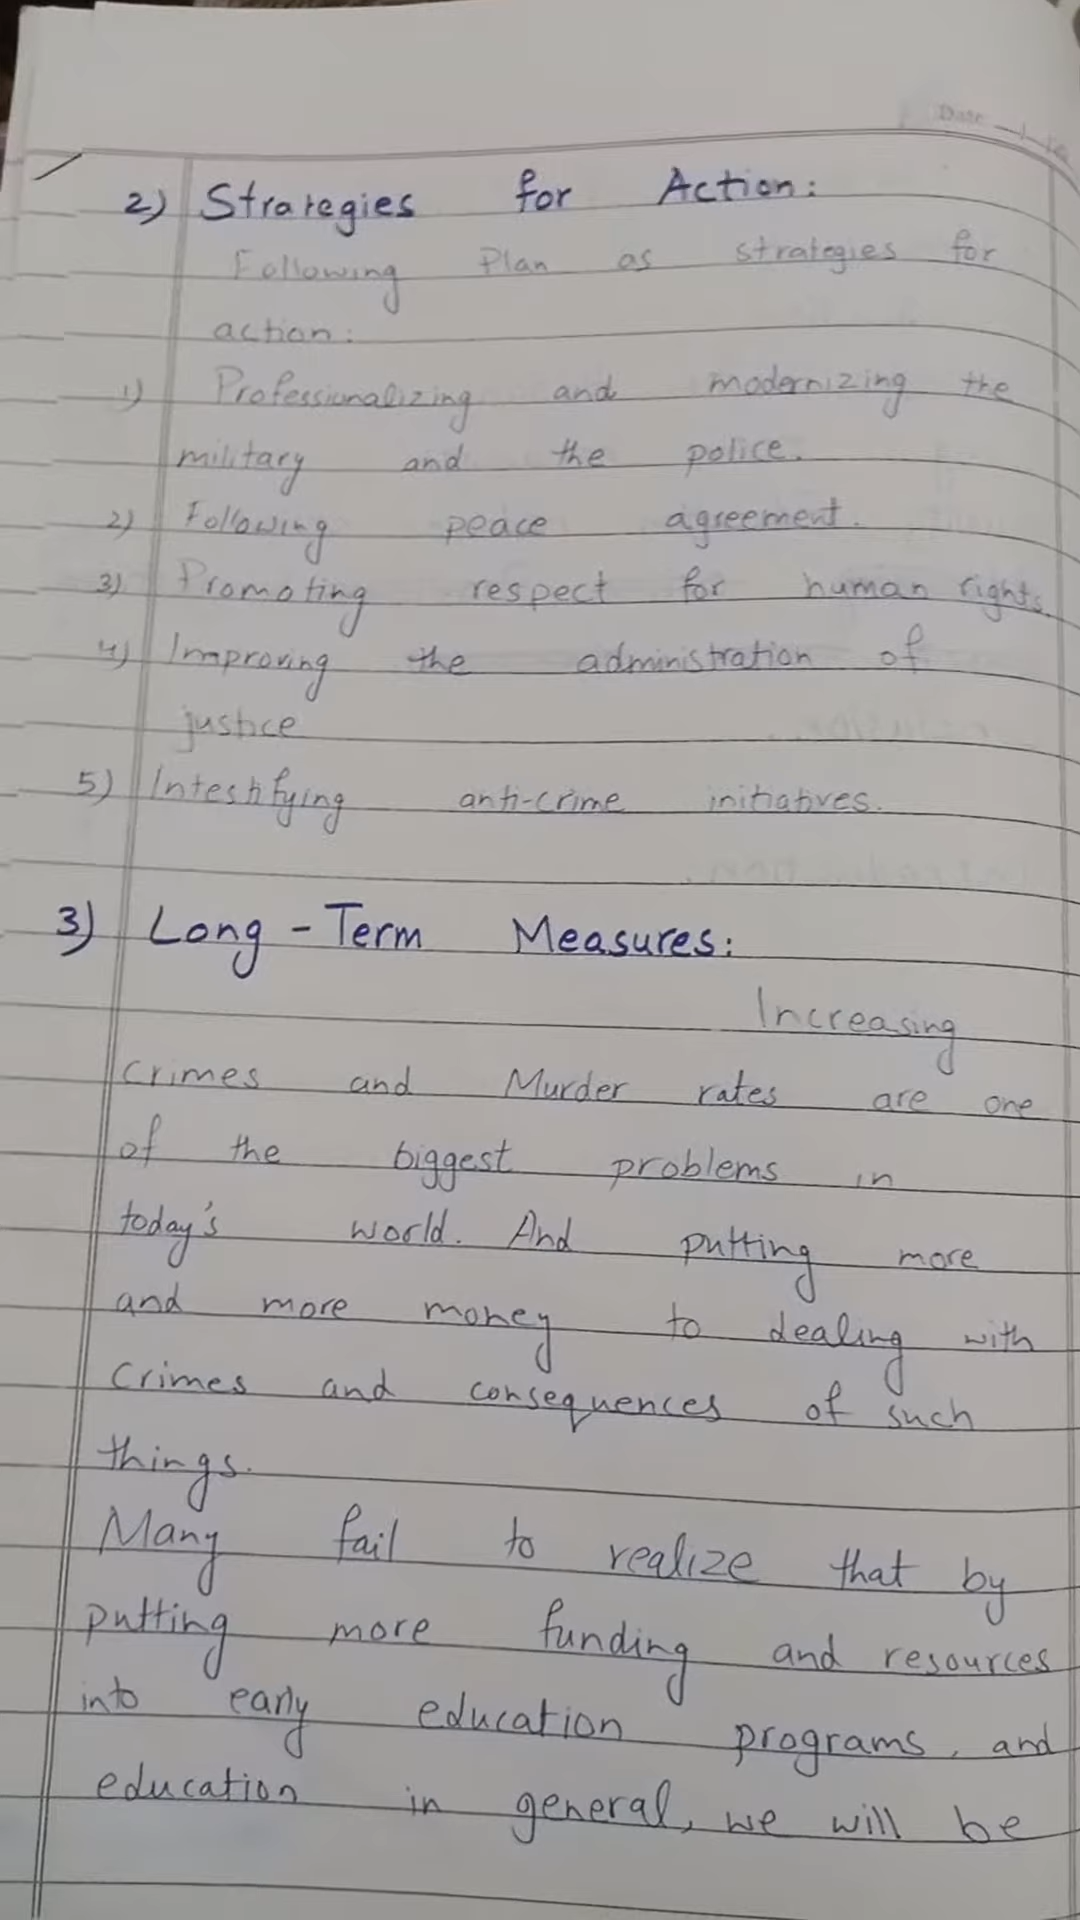 Date
2) Strategies for Action:
Following Plan as strategies for
action:
1) Professionalizing and modernizing the
military and the police.
2) Following peace agreement.
3) Promoting respect for human rights.
4) Improving the administration of
justice
5) Intestifying anti-crime initiatives.
3) Long-Term Measures:
Increasing
crimes and Murder rates are one
of the biggest problems in
today's world. And putting more
and more money to dealing with
crimes and consequences of such
things.
Many fail to realize that by
putting more funding and resources
into early education programs, and
education in general, we will be